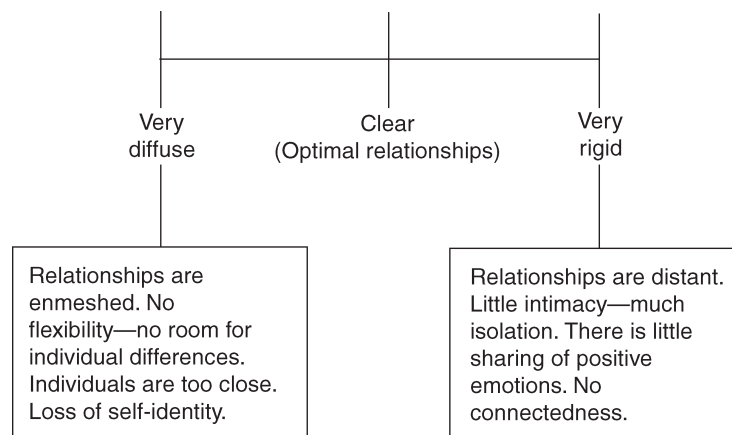 Very
diffuse
Clear
(Optimal relationships)
Very
rigid
Relationships are
enmeshed. No
flexibility—no room for
individual differences.
Individuals are too close.
Loss of self-identity.
Relationships are distant.
Little intimacy—much
isolation. There is little
sharing of positive
emotions. No
connectedness.